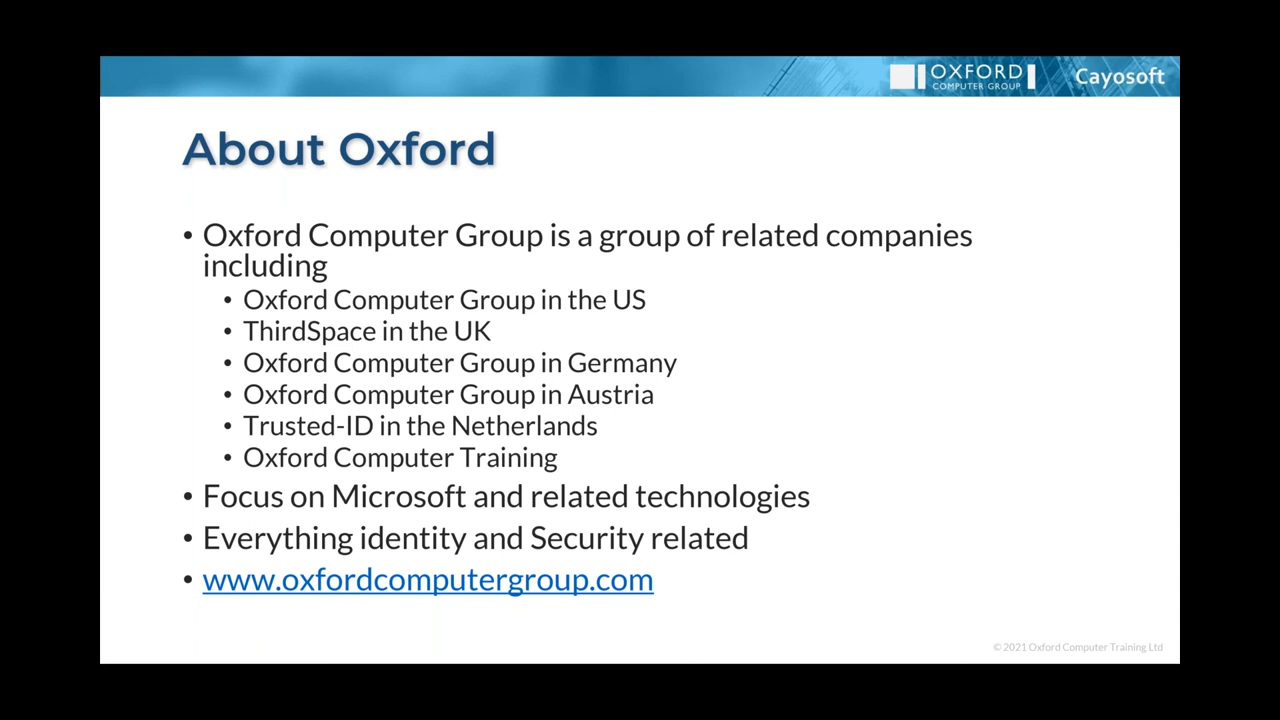 OXFORD
COMPUTER GROUP
Cayosoft
About Oxford
• Oxford Computer Group is a group of related companies
including
• Oxford Computer Group in the US
• ThirdSpace in the UK
• Oxford Computer Group in Germany
• Oxford Computer Group in Austria
• Trusted-ID in the Netherlands
• Oxford Computer Training
• Focus on Microsoft and related technologies
• Everything identity and Security related
• www.oxfordcomputergroup.com
© 2021 Oxford Computer Training Ltd